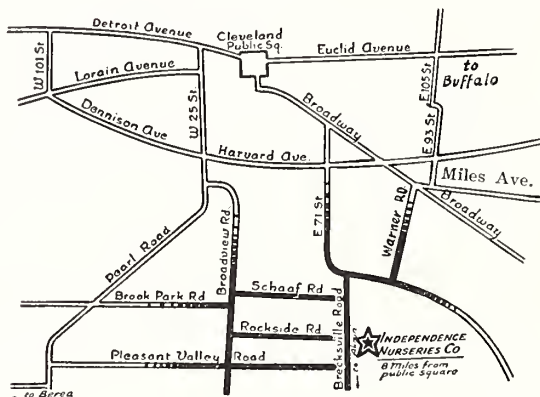 Detroit Avenue
Cleveland
Public Sq.
Euclid Avenue
W 101 St
Lorain Avenue
E 105 St
to
Buffalo
Dennison Ave
W 25 St.
Broadway
E 93 St
Harvard Ave.
Miles Ave.
Pearl Road
Broadview Rd.
E 71 St
Warner RD.
Broadway
Schaaf Rd
Brook Park Rd
Brecksville Road
Rockside Rd
INDEPENDENCE
NURSERIES CO
8 Miles from
public square
Pleasant Valley Road
to Akron
to Berea